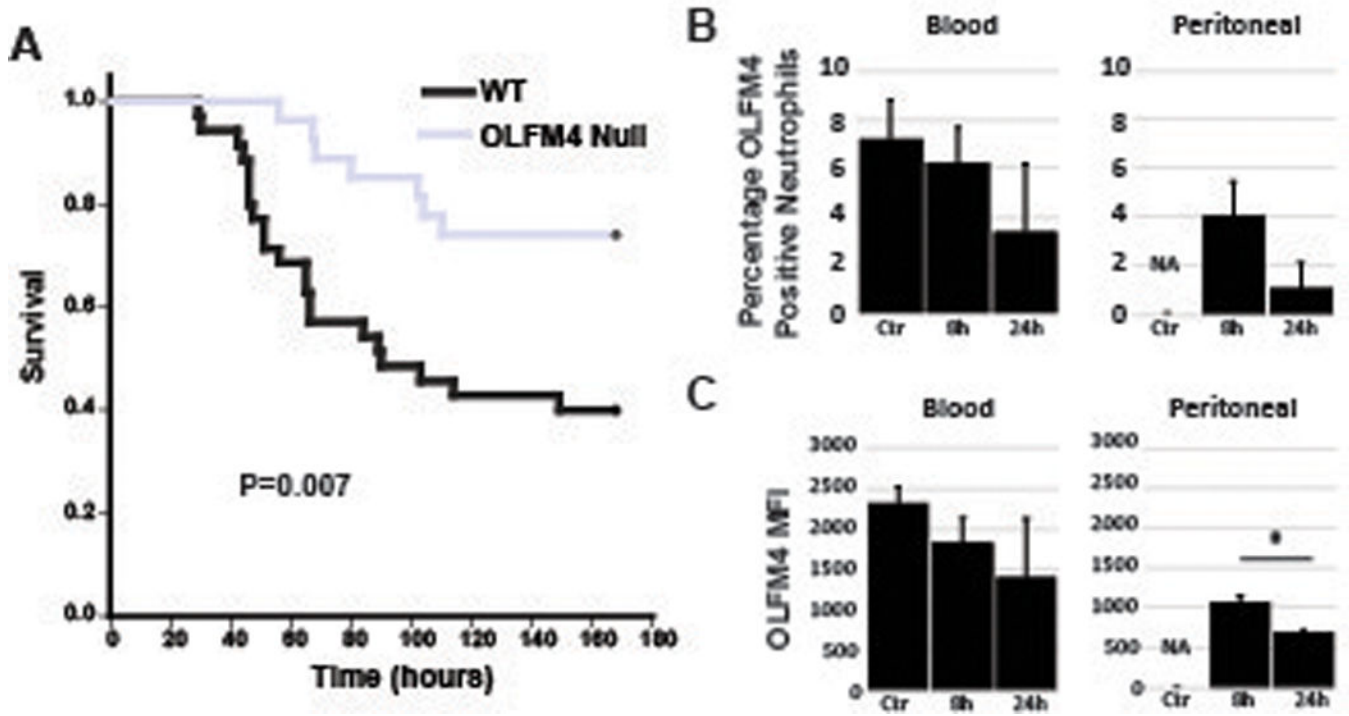 A
WT
OLFM4 Null
1.0
0.8
0.6
0.4
0.2
0.0
P=0.007
0 20 40 60 80 100 120 140 160 180
Time (hours)
Survival
B
Blood
Peritoneal
Percentage OLFM4
Positive Neutrophils
10
8
6
4
2
0
Ctr 8h 24h
10
8
6
4
2
0
NA
Ctr 8h 24h
C
Blood
Peritoneal
OLFM4 MFI
3000
2500
2000
1500
1000
500
0
Ctr 8h 24h
3000
2500
2000
1500
1000
500
0
NA
*
Ctr 8h 24h